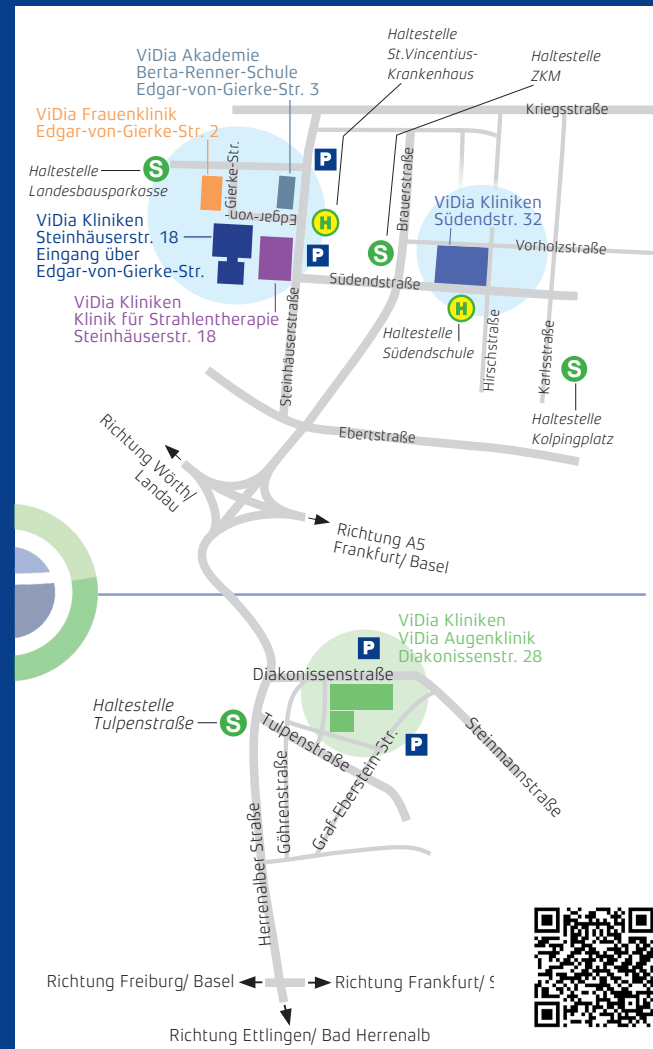 Haltestelle
St.Vincentius-
Krankenhaus
Haltestelle
ZKM
ViDia Akademie
Berta-Renner-Schule
Edgar-von-Gierke-Str. 3
Kriegsstraße
ViDia Frauenklinik
Edgar-von-Gierke-Str. 2
P
S
Haltestelle
Landesbausparkasse
Edgar-von-
Gierke-Str.
Brauerstraße
ViDia Kliniken
Südendstr. 32
ViDia Kliniken
Steinhäuserstr. 18
Eingang über
Edgar-von-Gierke-Str.
H
P
S
Vorholzstraße
Südendstraße
ViDia Kliniken
Klinik für Strahlentherapie
Steinhäuserstr. 18
Steinhäuserstraße
H
Haltestelle
Südendschule
Hirschstraße
Karlsstraße
S
Haltestelle
Kolpingplatz
Ebertstraße
Richtung Wörth/
Landau
Richtung A5
Frankfurt/ Basel
ViDia Kliniken
ViDia Augenklinik
Diakonissenstr. 28
P
Diakonissenstraße
Haltestelle
Tulpenstraße
S
Tulpenstraße
P
Steinmannstraße
Göhrenstraße
Graf-Eberstein-Str.
Herrenalber Straße
Richtung Freiburg/ Basel
Richtung Frankfurt/
Richtung Ettlingen/ Bad Herrenalb